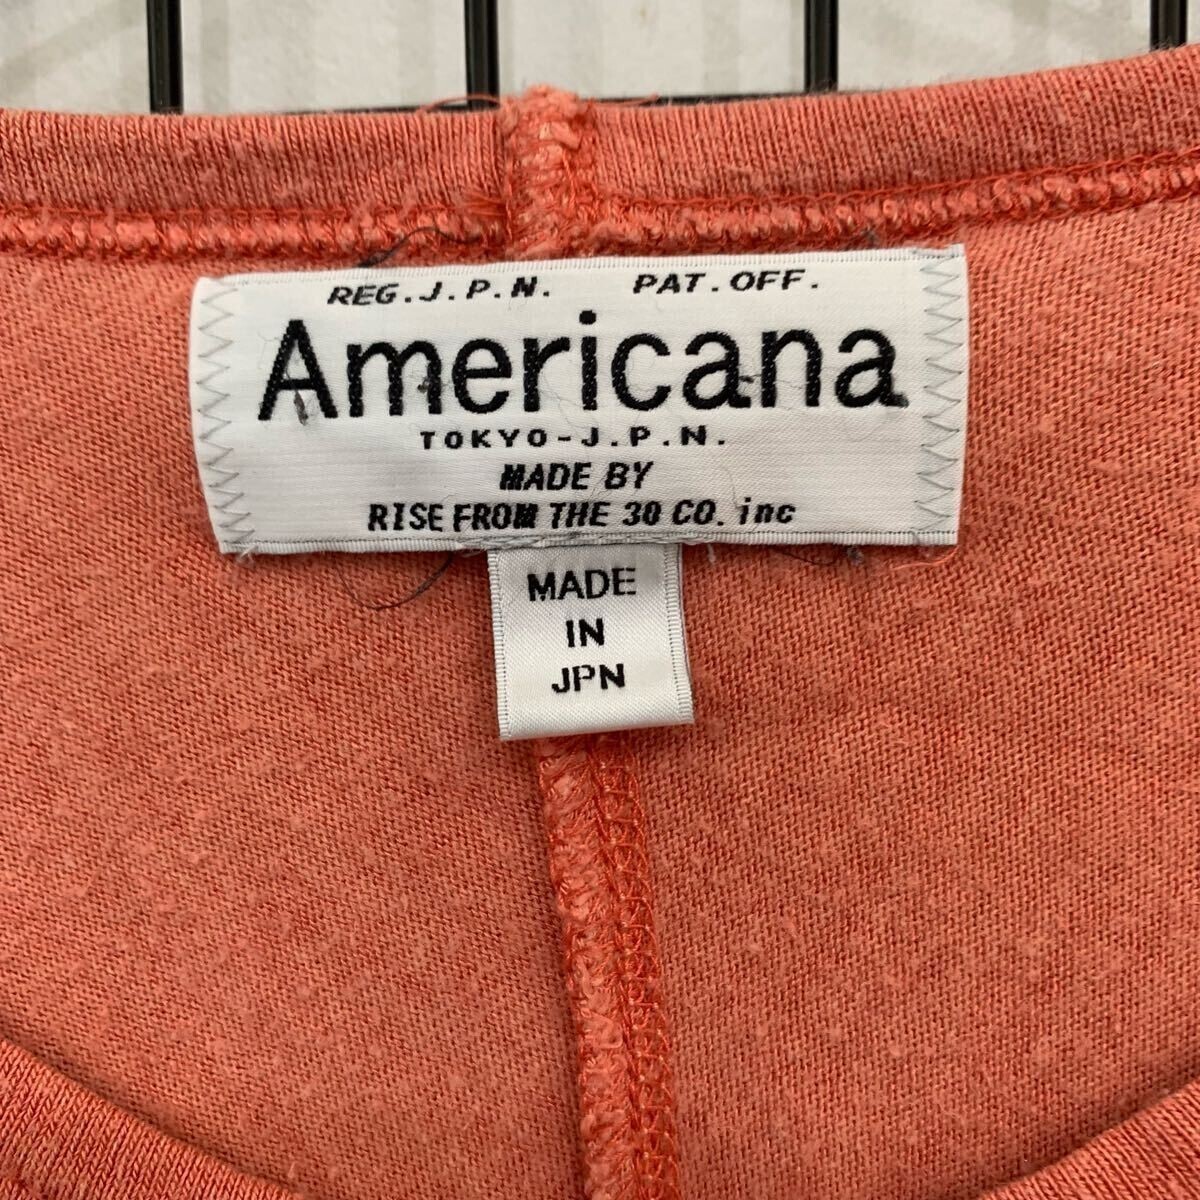 REG.J.P.N. PAT.OFF.
Americana
TOKYO-J.P.N.
MADE BY
RISE FROM THE 30 CO. inc
MADE
IN
JPN